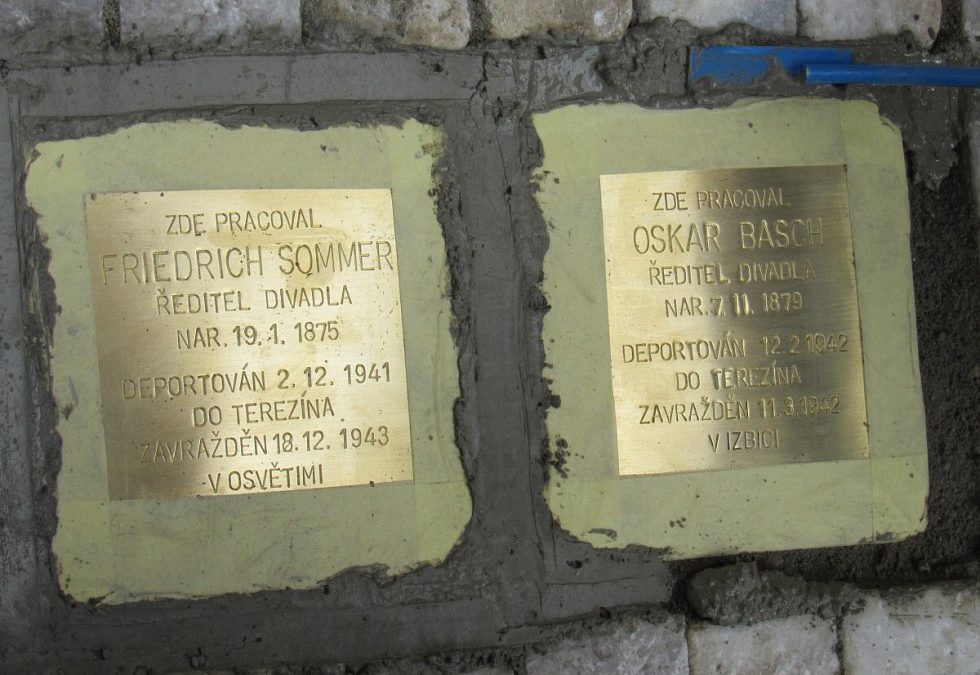 ZDE PRACOVAL
FRIEDRICH SOMMER
ŘEDITEL DIVADLA
NAR. 19. 1. 1875
DEPORTOVÁN 2. 12. 1941
DO TEREZÍNA
ZAVRAŽDĚN 18. 12. 1943
V OSVĚTIMI
ZDE PRACOVAL
OSKAR BASCH
ŘEDITEL DIVADLA
NAR. 7. 11. 1879
DEPORTOVÁN 12. 2. 1942
DO TEREZÍNA
ZAVRAŽDĚN 11. 3. 1942
V IZBICI